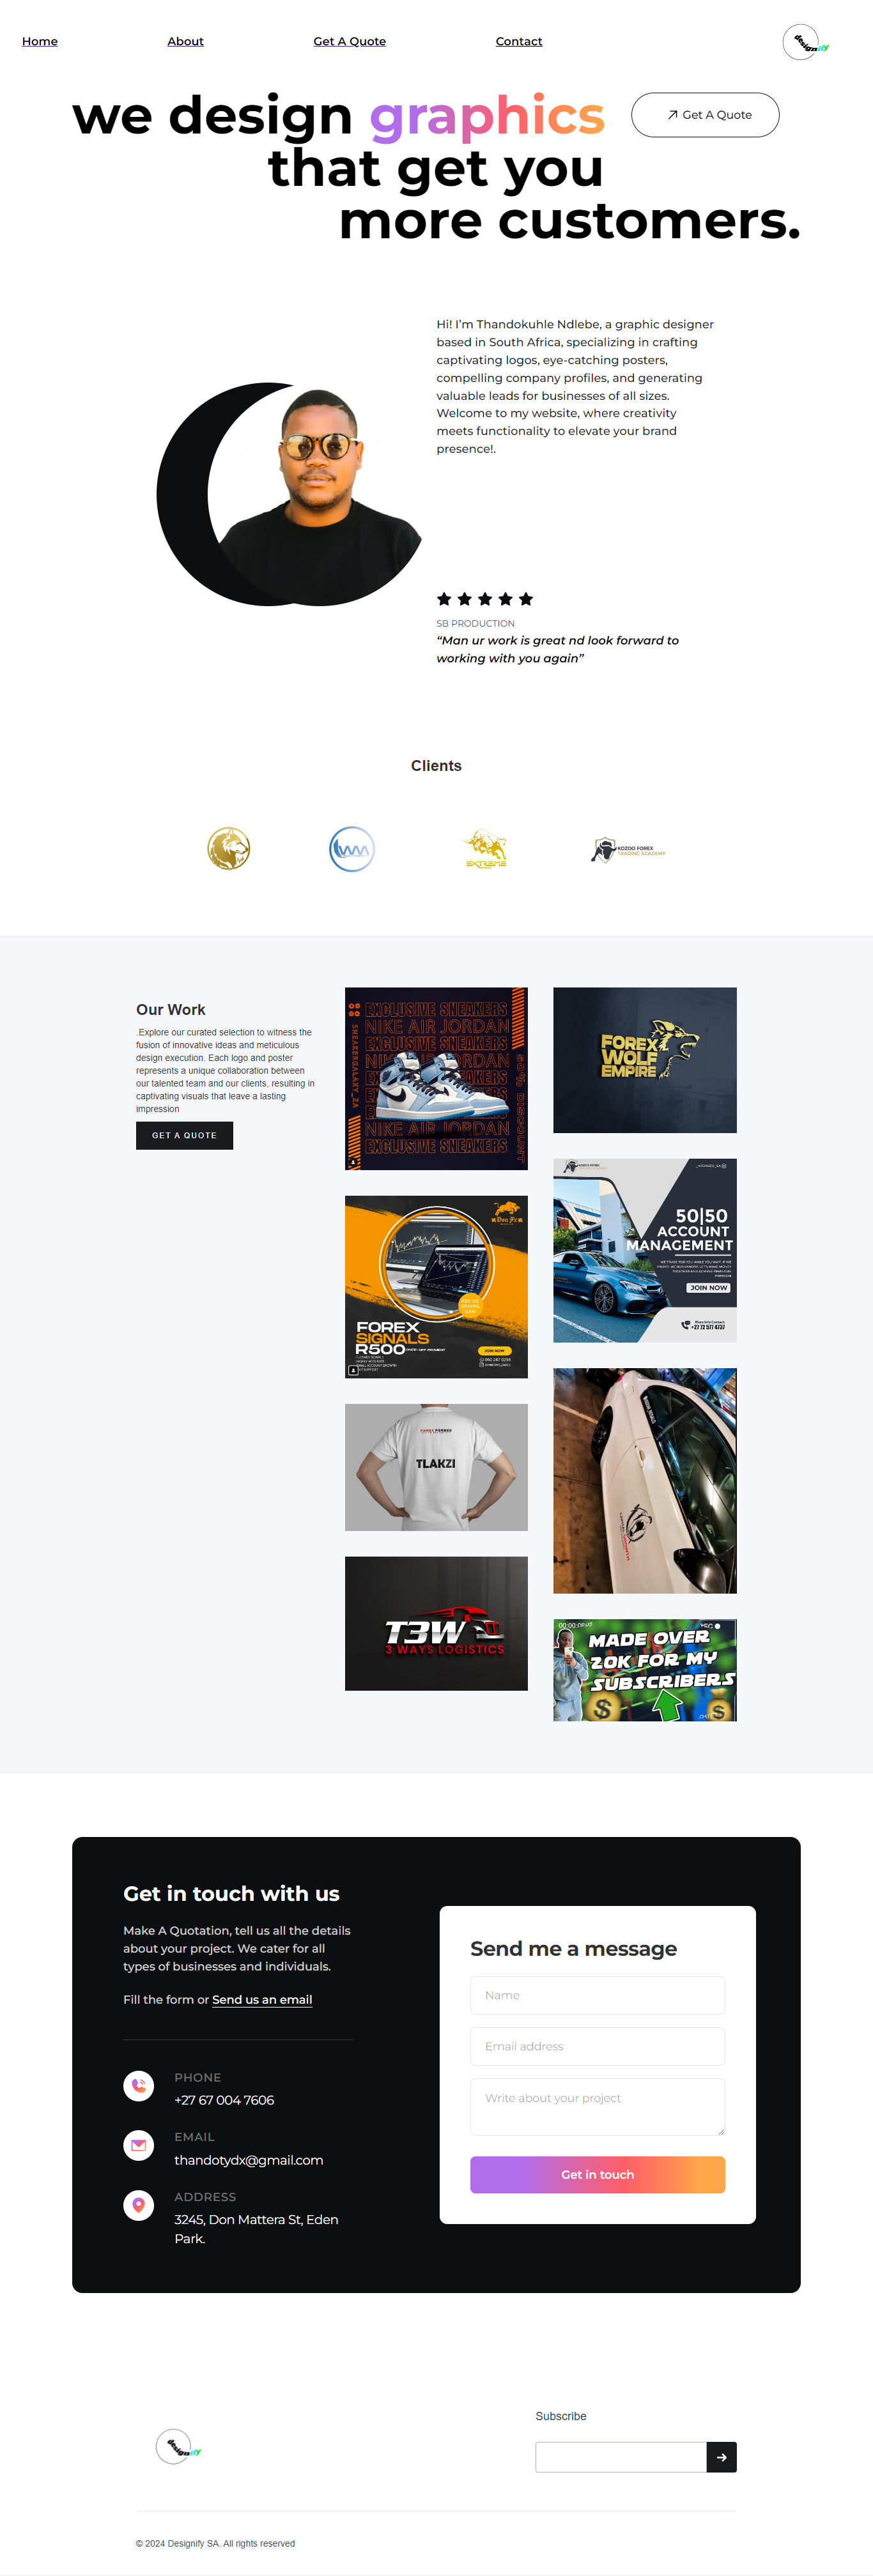 Home
About
Get A Quote
Contact
designify
we design graphics
Get A Quote
that get you
more customers.
Hi! I’m Thandokuhle Ndlebe, a graphic designer
based in South Africa, specializing in crafting
captivating logos, eye-catching posters,
compelling company profiles, and generating
valuable leads for businesses of all sizes.
Welcome to my website, where creativity
meets functionality to elevate your brand
presence!.
SB PRODUCTION
“Man ur work is great nd look forward to
working with you again”
Clients
EXTREME
KOZOO FOREX
TRADING ACADEMY
Our Work
.Explore our curated selection to witness the
fusion of innovative ideas and meticulous
design execution. Each logo and poster
represents a unique collaboration between
our talented team and our clients, resulting in
captivating visuals that leave a lasting
impression
GET A QUOTE
EXCLUSIVE SNEAKERS
NIKE AIR JORDAN
EXCLUSIVE SNEAKERS
NIKE AIR JORDAN
EXCLUSIVE SNEAKERS
NIKE AIR JORDAN
EXCLUSIVE SNEAKERS
SNEAKERGALAXY_ZA
DISCOUNT
FOREX
WOLF
EMPIRE
50|50
ACCOUNT
MANAGEMENT
JOIN NOW
+27 72 577 4737
FOREX
SIGNALS
R500
JOIN NOW
TLAKZI
T3W
3 WAYS LOGISTICS
MADE OVER
20K FOR MY
SUBSCRIBERS
Get in touch with us
Make A Quotation, tell us all the details
about your project. We cater for all
types of businesses and individuals.
Fill the form or Send us an email
PHONE
+27 67 004 7606
EMAIL
thandotydx@gmail.com
ADDRESS
3245, Don Mattera St, Eden
Park.
Send me a message
Name
Email address
Write about your project
Get in touch
designify
Subscribe
© 2024 Designify SA. All rights reserved